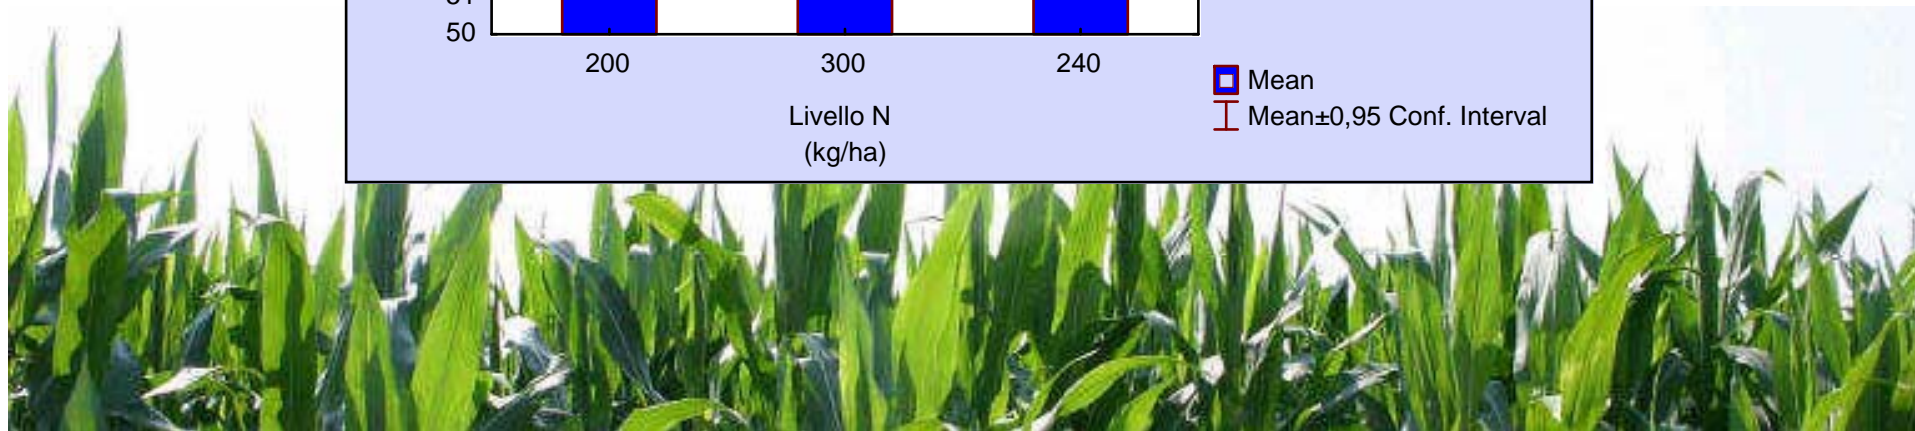 50
200 300 240
Mean
Livello N
Mean±0,95 Conf. Interval
(kg/ha)